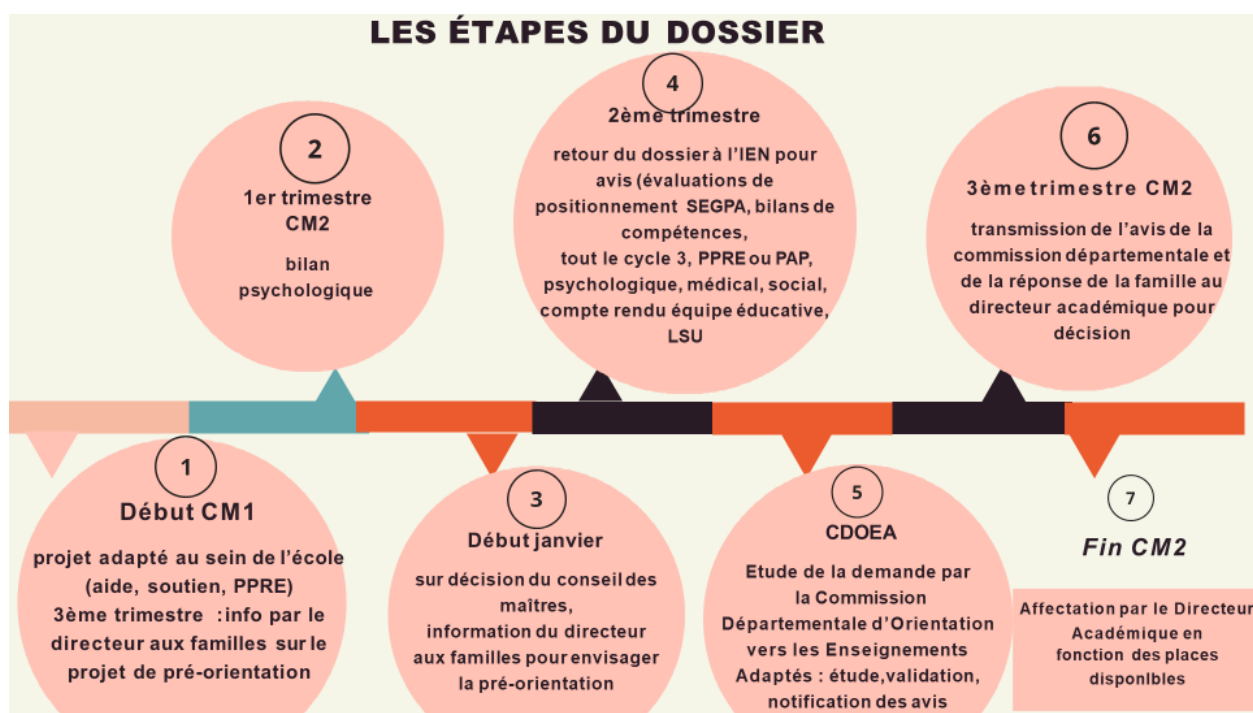 LES ÉTAPES DU DOSSIER
1
Début CM1
projet adapté au sein de l'école
(aide, soutien, PPRE)
3ème trimestre : info par le
directeur aux familles sur le
projet de pré-orientation
2
1er trimestre
CM2
bilan
psychologique
3
Début janvier
sur décision du conseil des
maîtres,
information du directeur
aux familles pour envisager
la pré-orientation
4
2ème trimestre
retour du dossier à l'IEN pour
avis (évaluations de
positionnement SEGPA, bilans de
compétences,
tout le cycle 3, PPRE ou PAP,
psychologique, médical, social,
compte rendu équipe éducative,
LSU
5
CDOEA
Etude de la demande par
la Commission
Départementale d'Orientation
vers les Enseignements
Adaptés : étude,validation,
notification des avis
6
3ème trimestre CM2
transmission de l'avis de la
commission départementale et
de la réponse de la famille au
directeur académique pour
décision
7
Fin CM2
Affectation par le Directeur
Académique en
fonction des places
disponIbles